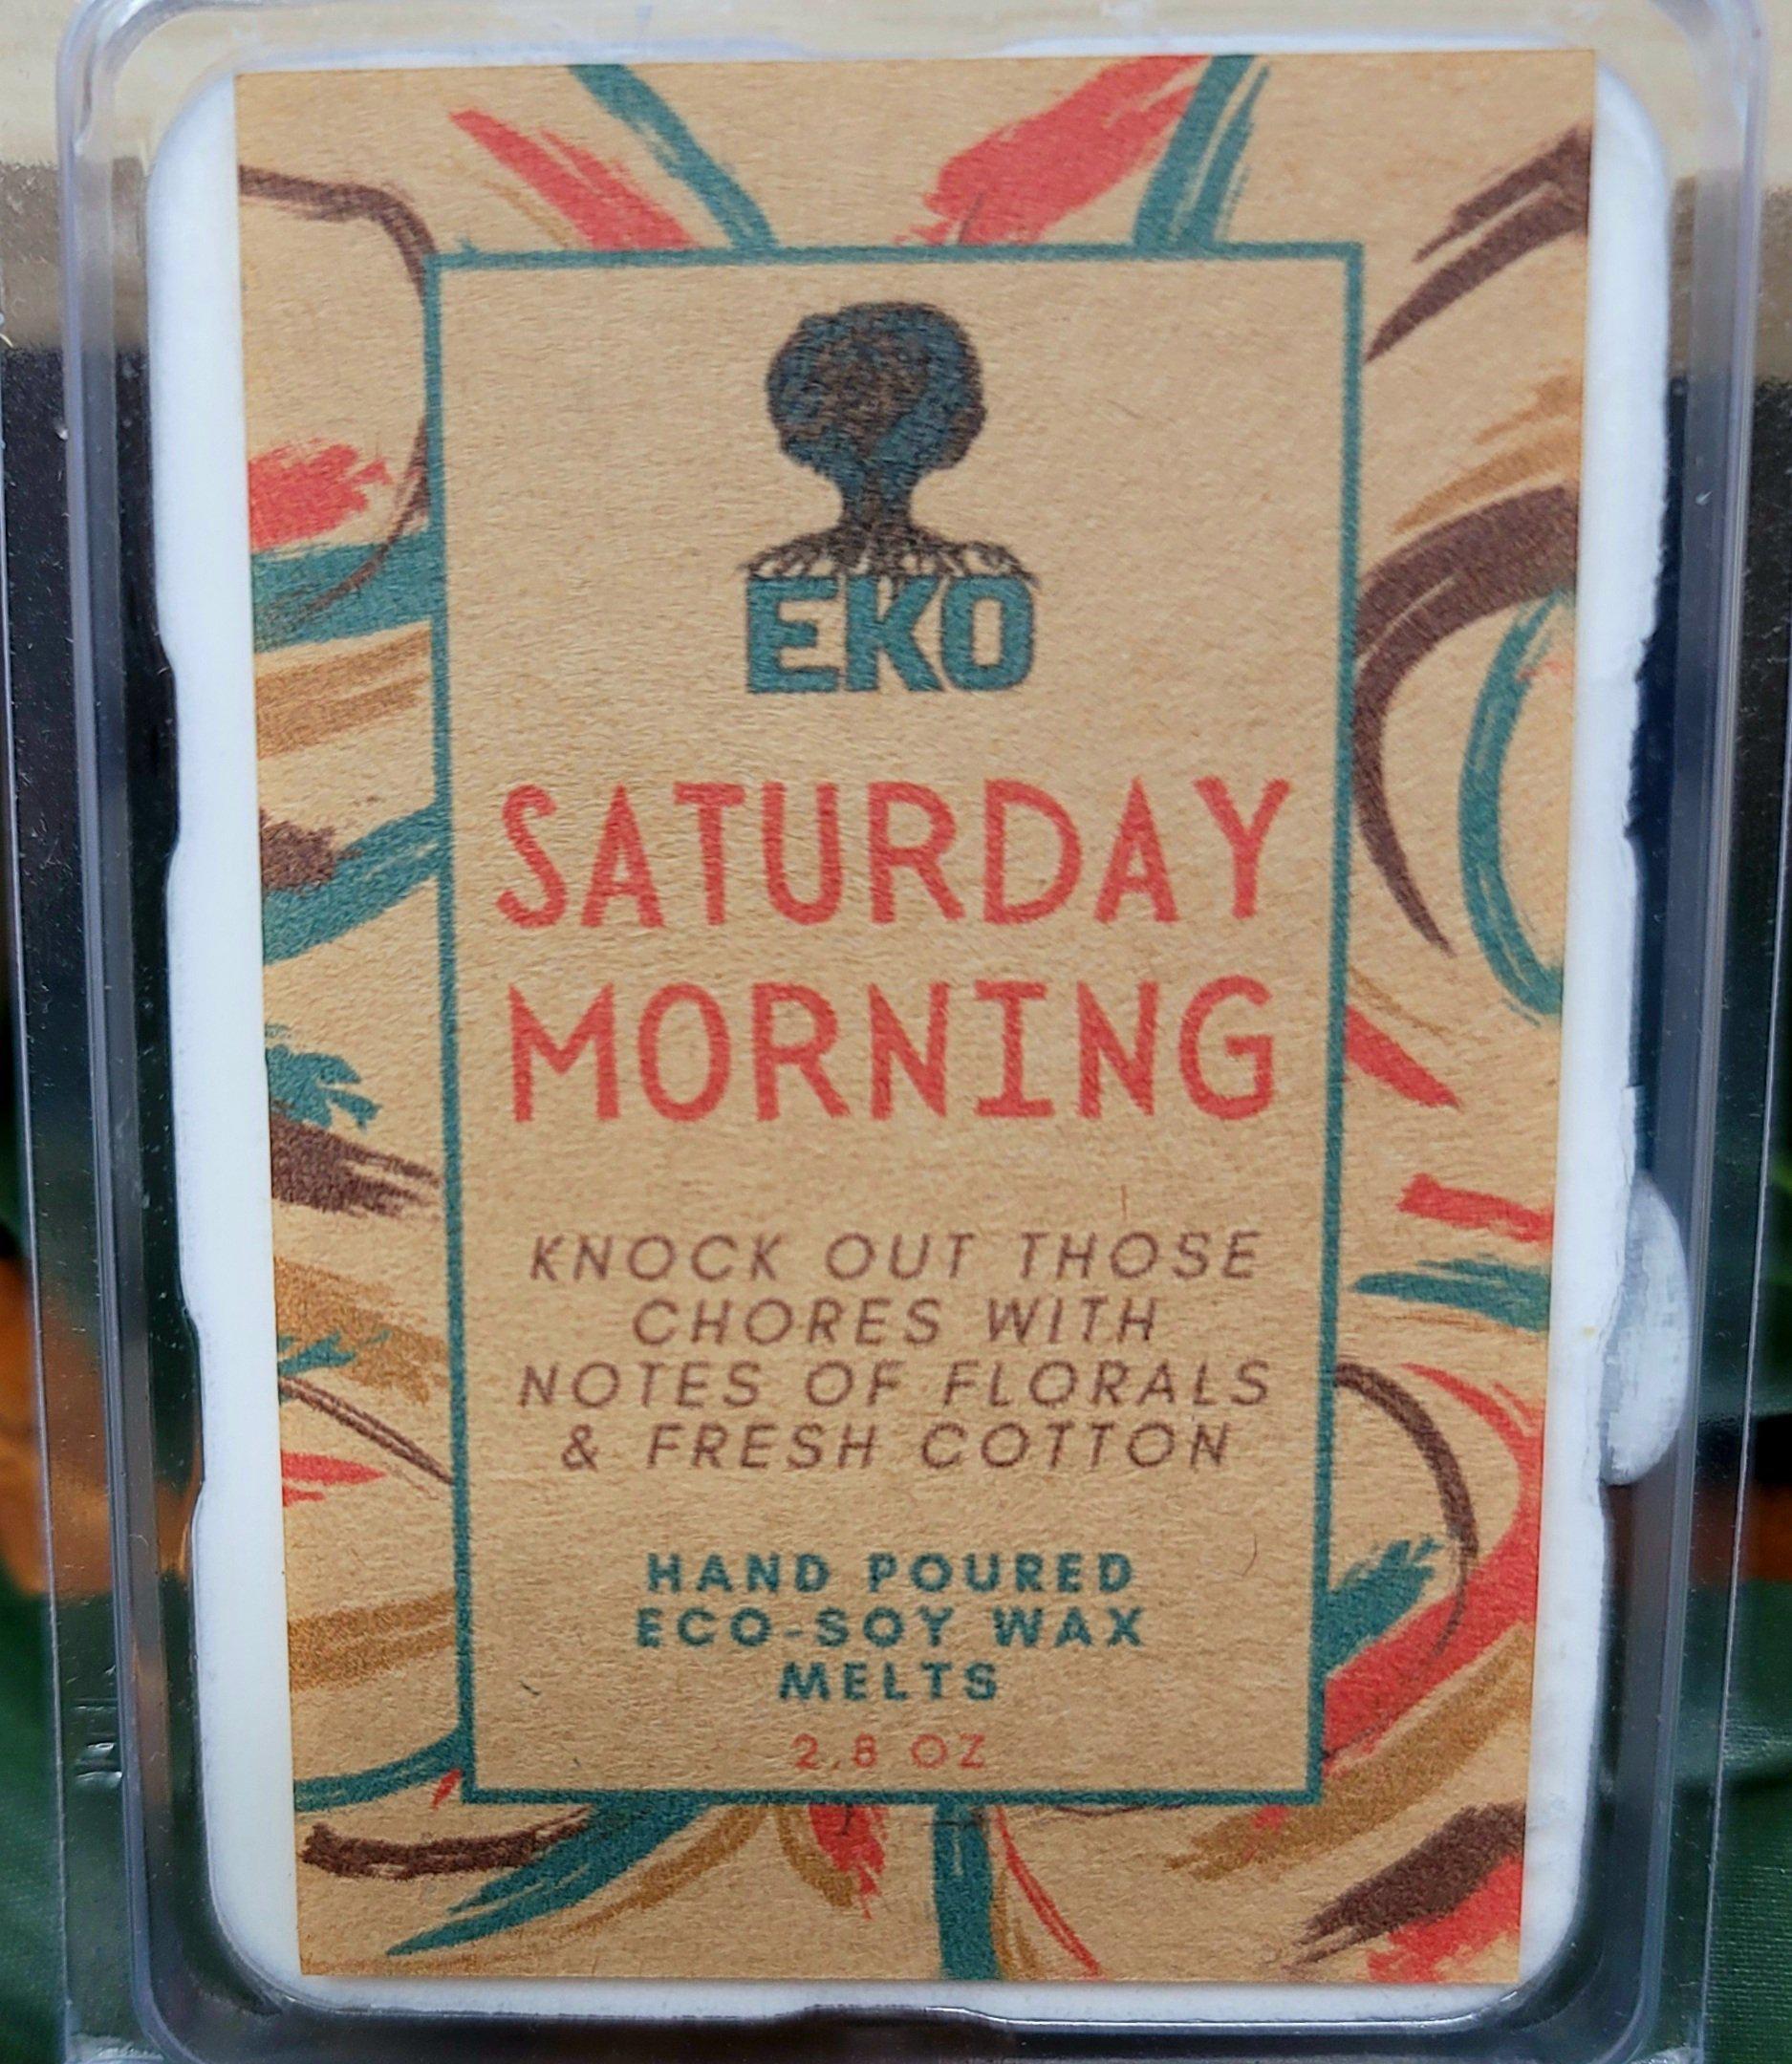 EKO
SATURDAY
MORNING
KNOCK OUT THOSE
CHORES WITH
NOTES OF FLORALS
& FRESH COTTON
HAND POURED
ECO-SOY WAX
MELTS
2.8 OZ